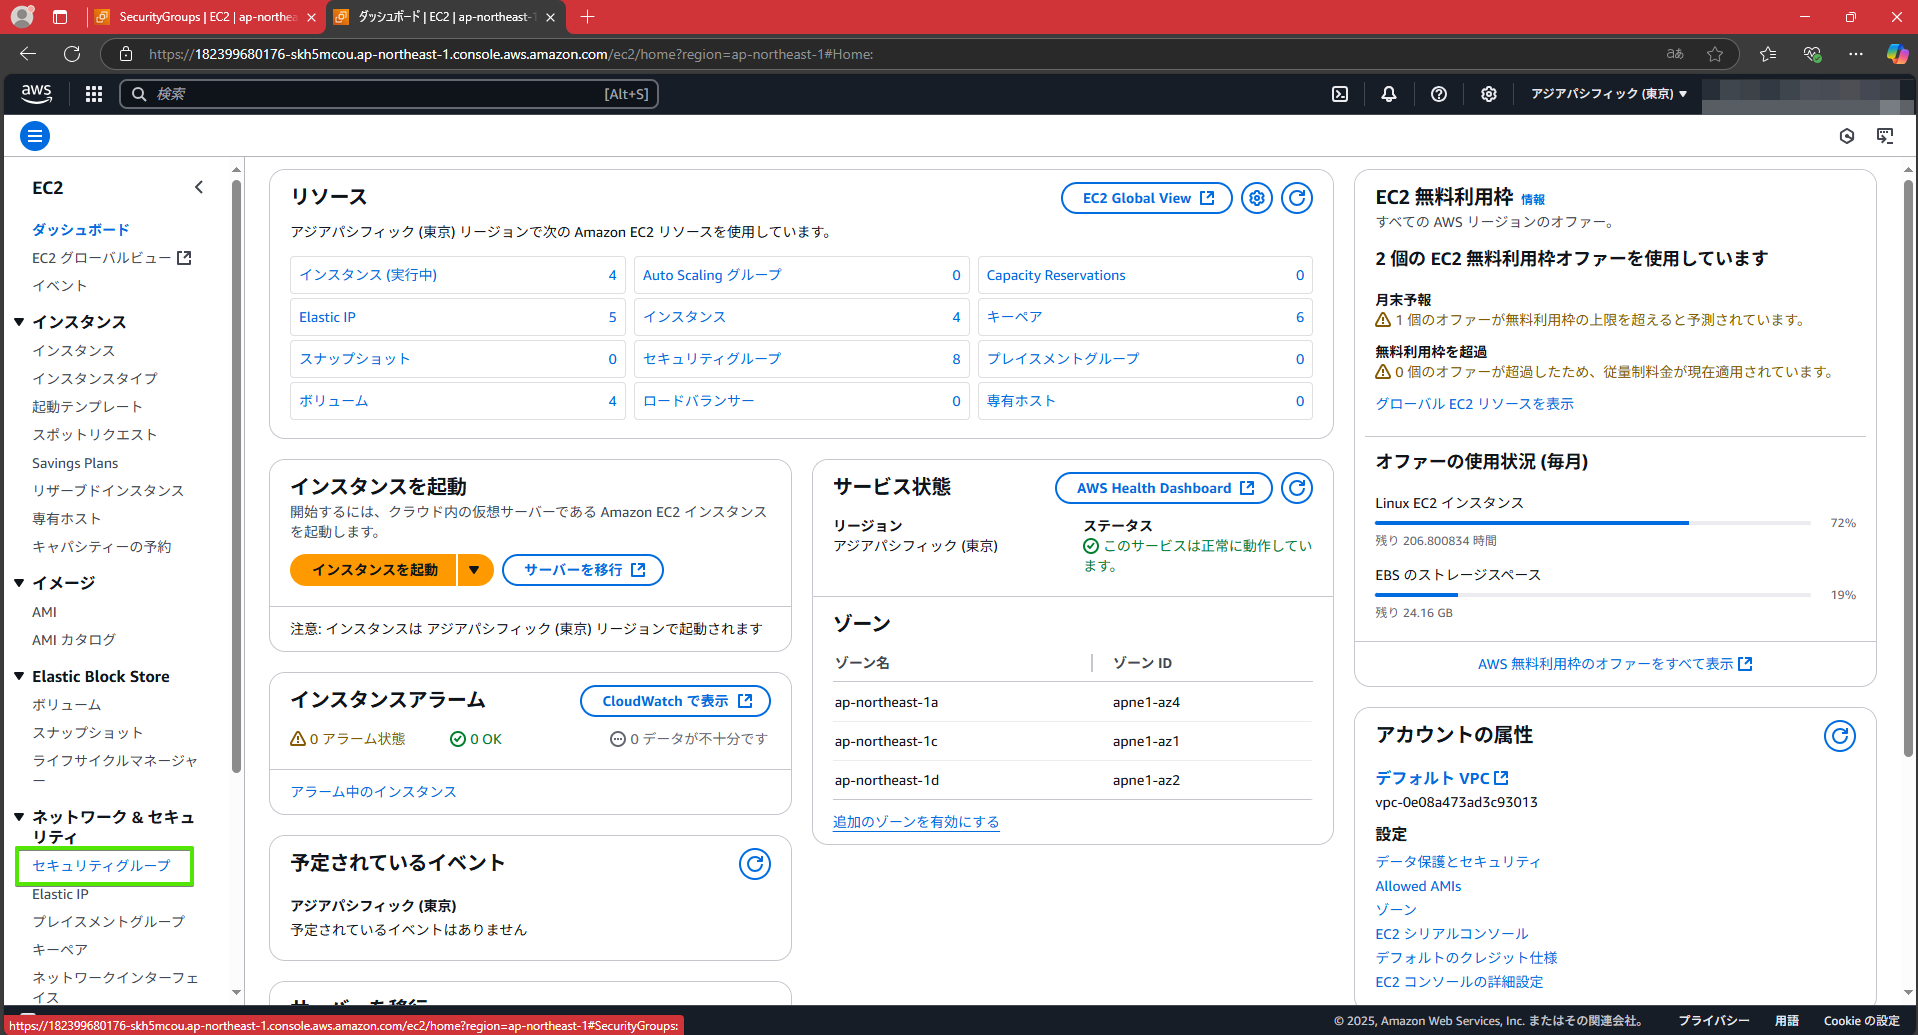 SecurityGroups | EC2 | ap-northea
ダッシュボード | EC2 | ap-northeast-1
https://182399680176-skh5mcou.ap-northeast-1.console.aws.amazon.com/ec2/home?region=ap-northeast-1#Home:
aあ
aws
検索
[Alt+S]
アジアパシフィック (東京)
EC2
ダッシュボード
EC2 グローバルビュー
イベント
インスタンス
インスタンス
インスタンスタイプ
起動テンプレート
スポットリクエスト
Savings Plans
リザーブドインスタンス
専有ホスト
キャパシティーの予約
イメージ
AMI
AMI カタログ
Elastic Block Store
ボリューム
スナップショット
ライフサイクルマネージャ
ー
ネットワーク & セキュ
リティ
セキュリティグループ
Elastic IP
プレイスメントグループ
キーペア
ネットワークインターフェ
イス
リソース
EC2 Global View
アジアパシフィック (東京) リージョンで次の Amazon EC2 リソースを使用しています。
インスタンス (実行中) 4
Auto Scaling グループ 0
Capacity Reservations 0
Elastic IP 5
インスタンス 4
キーペア 6
スナップショット 0
セキュリティグループ 8
プレイスメントグループ 0
ボリューム 4
ロードバランサー 0
専有ホスト 0
インスタンスを起動
開始するには、クラウド内の仮想サーバーである Amazon EC2 インスタンス
を起動します。
インスタンスを起動
サーバーを移行
注意: インスタンスは アジアパシフィック (東京) リージョンで起動されます
インスタンスアラーム
CloudWatch で表示
0 アラーム状態
0 OK
0 データが不十分です
アラーム中のインスタンス
予定されているイベント
アジアパシフィック (東京)
予定されているイベントはありません
サーバーを移行
サービス状態
AWS Health Dashboard
リージョン
アジアパシフィック (東京)
ステータス
このサービスは正常に動作してい
ます。
ゾーン
ゾーン名 ゾーン ID
ap-northeast-1a apne1-az4
ap-northeast-1c apne1-az1
ap-northeast-1d apne1-az2
追加のゾーンを有効にする
EC2 無料利用枠 情報
すべての AWS リージョンのオファー。
2 個の EC2 無料利用枠オファーを使用しています
月末予報
1 個のオファーが無料利用枠の上限を超えると予測されています。
無料利用枠を超過
0 個のオファーが超過したため、従量制料金が現在適用されています。
グローバル EC2 リソースを表示
オファーの使用状況 (毎月)
Linux EC2 インスタンス
72%
残り 206.800834 時間
EBS のストレージスペース
19%
残り 24.16 GB
AWS 無料利用枠のオファーをすべて表示
アカウントの属性
デフォルト VPC
vpc-0e08a473ad3c93013
設定
データ保護とセキュリティ
Allowed AMIs
ゾーン
EC2 シリアルコンソール
デフォルトのクレジット仕様
EC2 コンソールの詳細設定
https://182399680176-skh5mcou.ap-northeast-1.console.aws.amazon.com/ec2/home?region=ap-northeast-1#SecurityGroups:
© 2025, Amazon Web Services, Inc. またはその関連会社。
プライバシー
用語
Cookie の設定